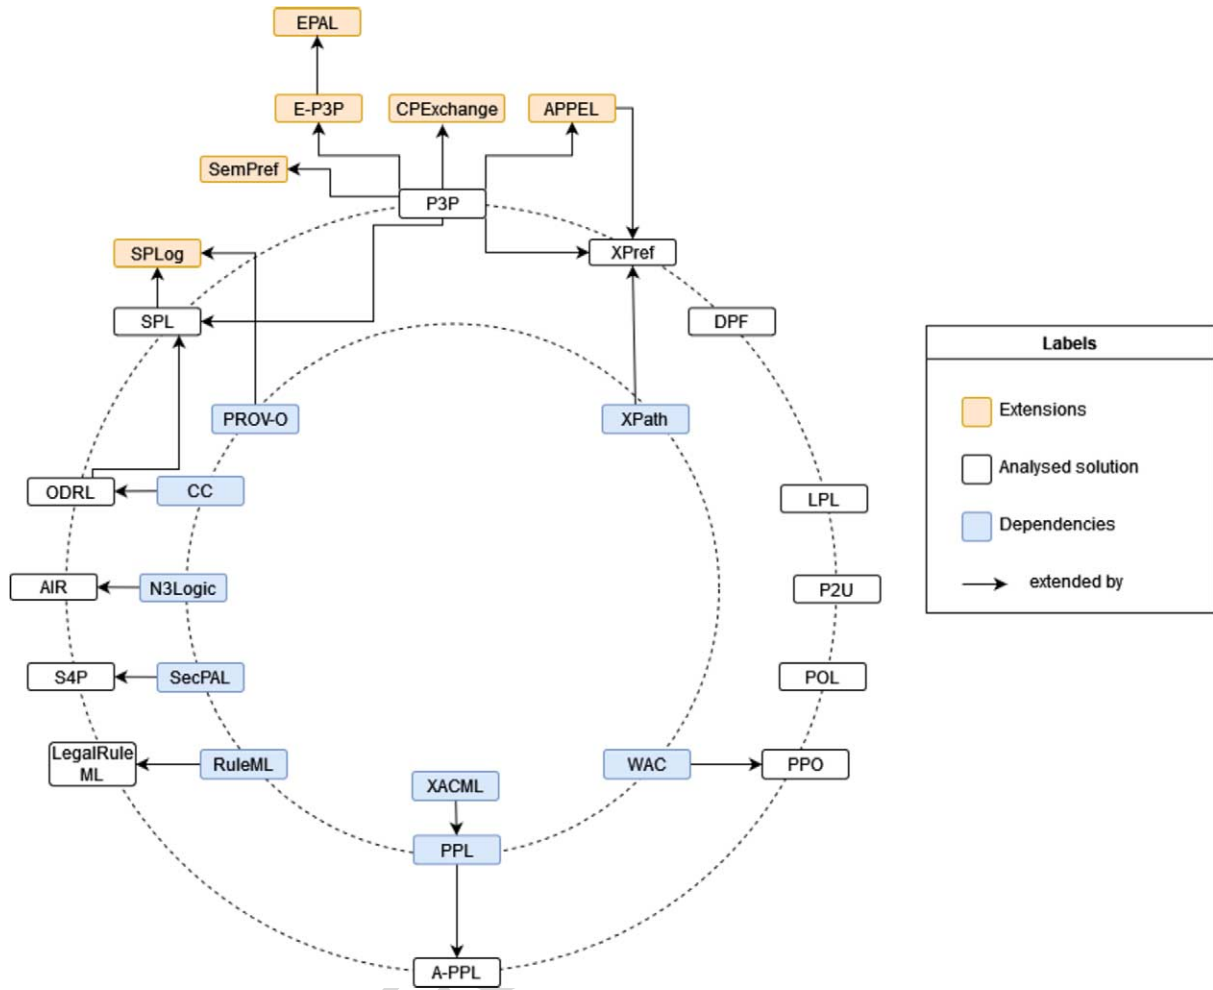 EPAL
E-P3P
CPExchange
APPEL
SemPref
P3P
SPLog
XPref
SPL
DPF
Labels
PROV-O
XPath
Extensions
ODRL
CC
LPL
Analysed solution
Dependencies
AIR
N3Logic
P2U
extended by
S4P
SecPAL
POL
LegalRule
ML
RuleML
WAC
PPO
XACML
PPL
A-PPL